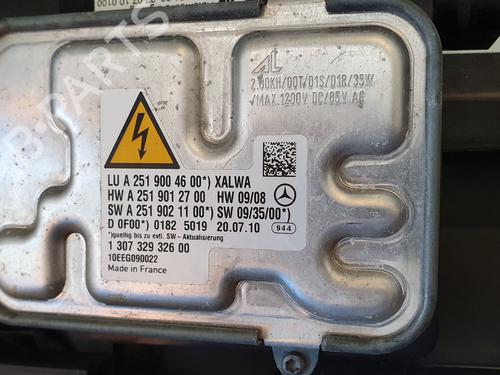 2.00KH/00T/D1S/D1R/35W
√MAX.1200V DC/85V AC
LU A 251 900 46 00*) XALWA
HW A 251 901 27 00 HW 09/08
SW A 251 902 11 00*) SW 09/35/00*)
D 0F00*) 0182 5019 20.07.10 944
*)gueltig bis zu evtl. SW - Aktualisierung
1 307 329 326 00
10EEG090022
Made in France
B-PARTS